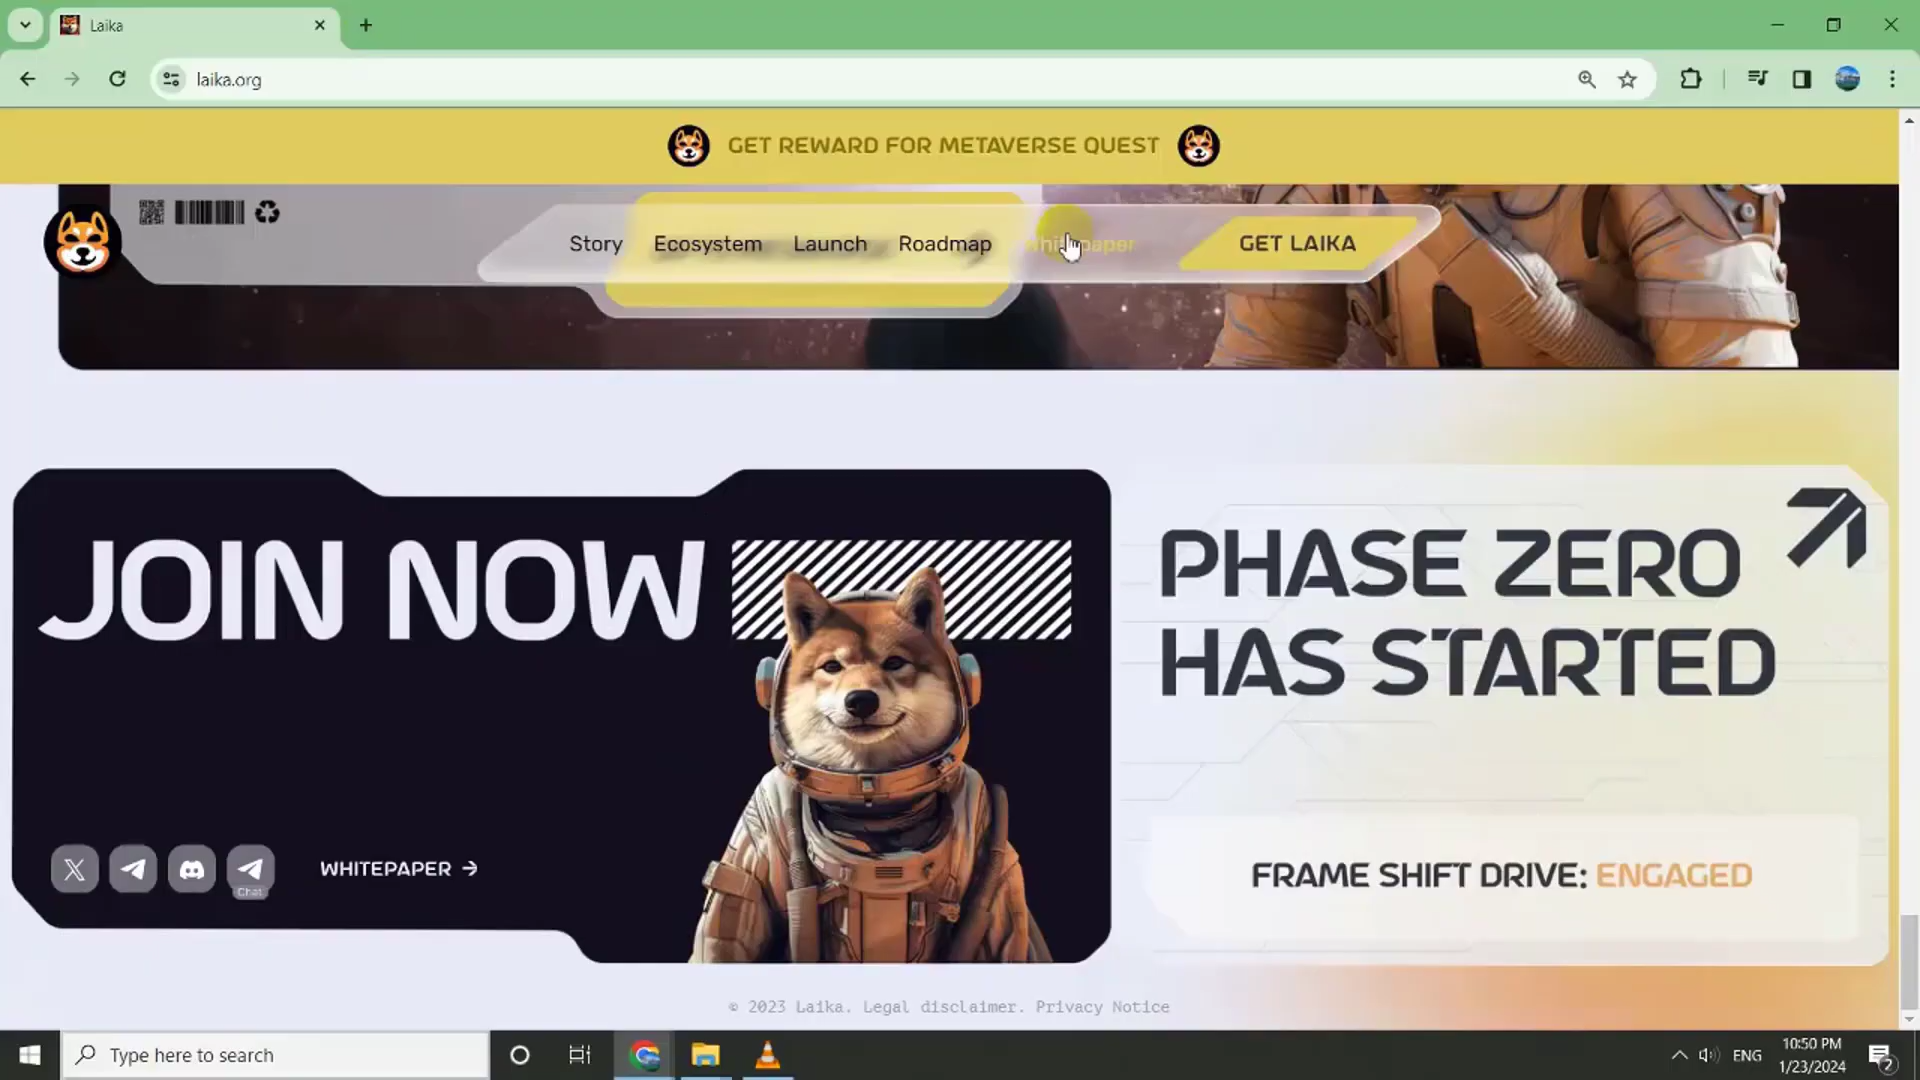 Laika
laika.org
GET REWARD FOR METAVERSE QUEST
Story Ecosystem Launch Roadmap Whitepaper GET LAIKA
JOIN NOW
PHASE ZERO
HAS STARTED
WHITEPAPER →
Chat
FRAME SHIFT DRIVE: ENGAGED
© 2023 Laika. Legal disclaimer. Privacy Notice
Type here to search
ENG
10:50 PM
1/23/2024
2